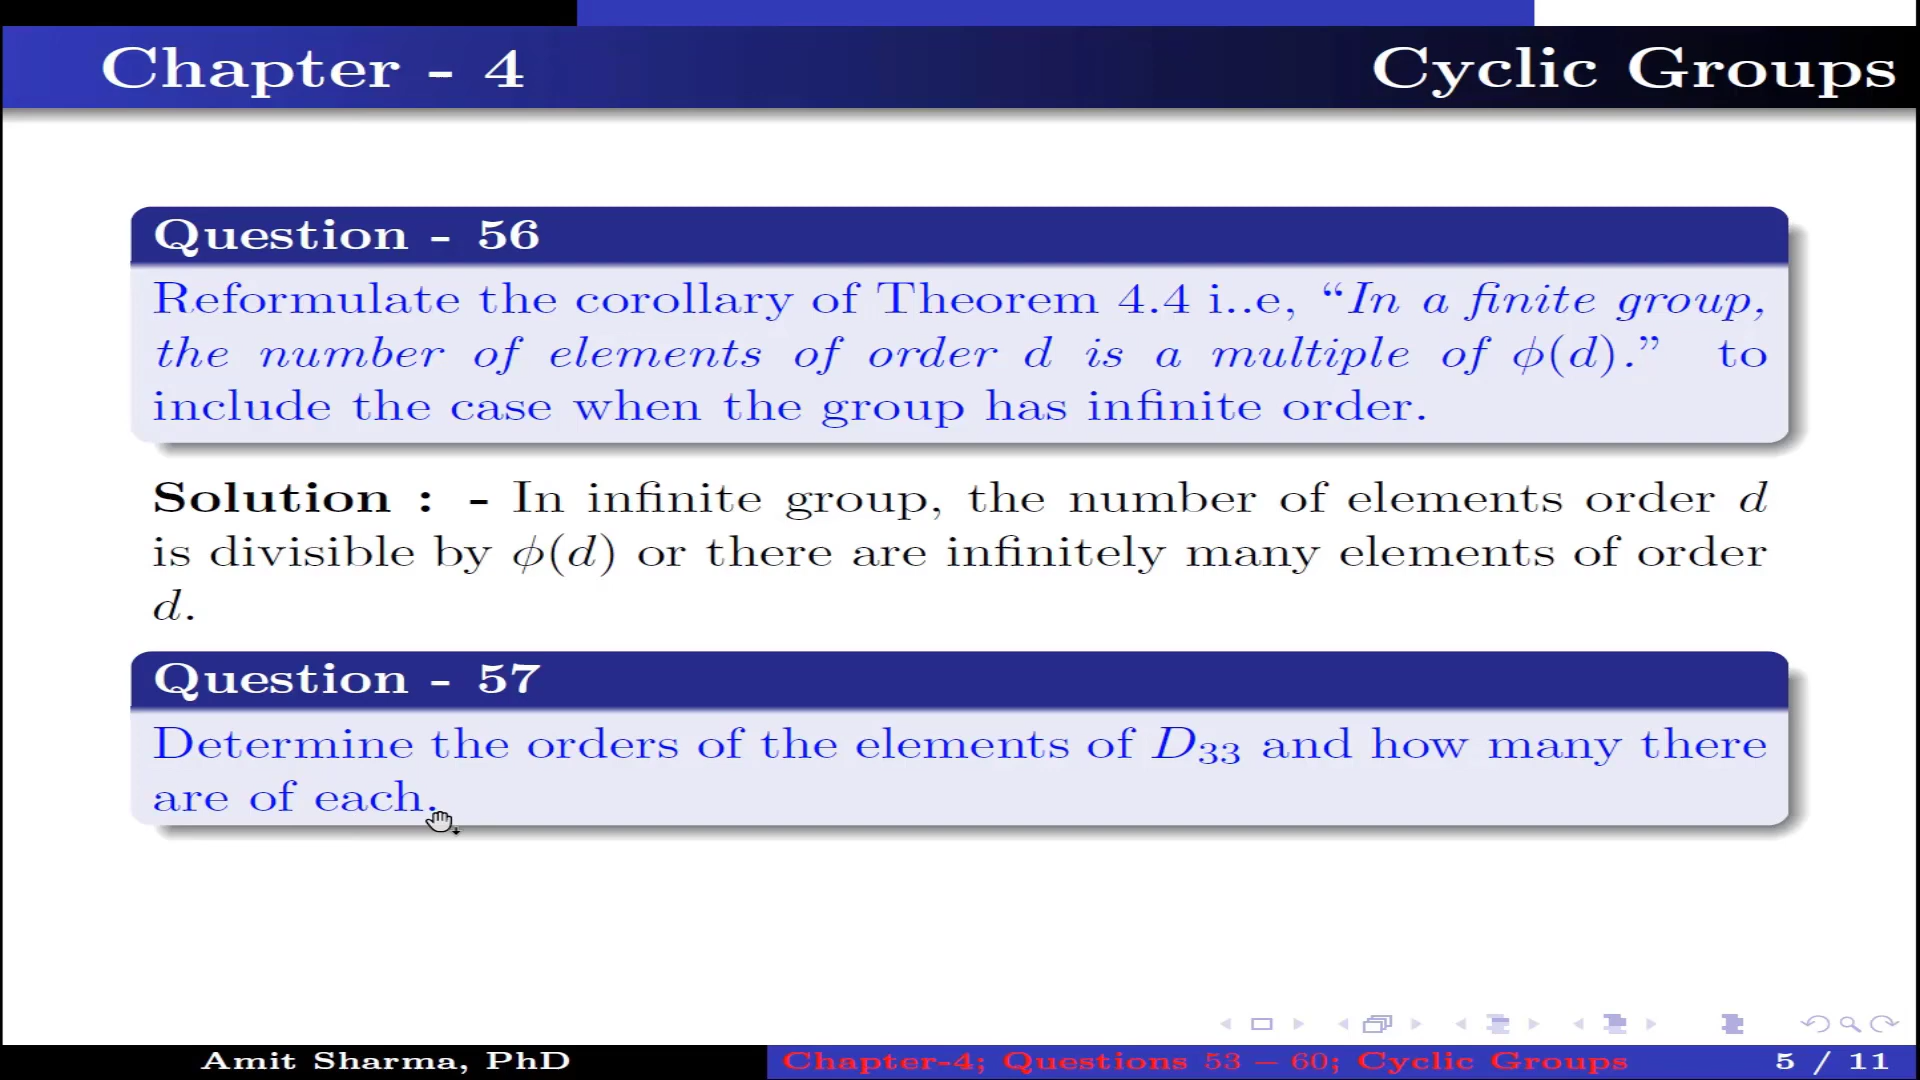 Chapter - 4 Cyclic Groups
Question - 56
Reformulate the corollary of Theorem 4.4 i..e, “In a finite group,
the number of elements of order d is a multiple of ϕ(d).” to
include the case when the group has infinite order.
Solution : - In infinite group, the number of elements order d
is divisible by ϕ(d) or there are infinitely many elements of order
d.
Question - 57
Determine the orders of the elements of D₃₃ and how many there
are of each.
Amit Sharma, PhD Chapter-4; Questions 53 – 60; Cyclic Groups 5 / 11